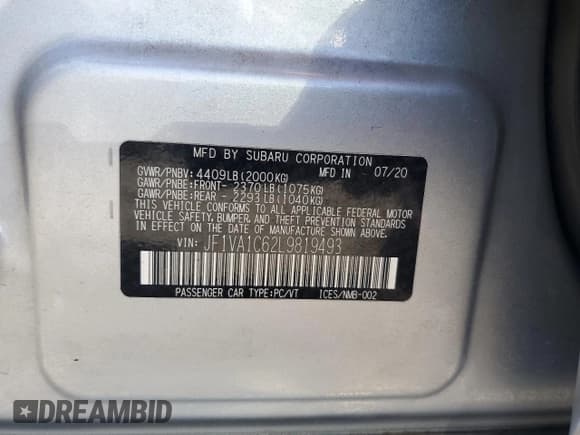 MFD BY SUBARU CORPORATION
GVWR/PNBV: 4409LB(2000KG) MFD IN - 07/20
GAWR/PNBE:FRONT- 2370LB(1075KG)
GAWR/PNBE:REAR - 2293LB(1040KG)
THIS VEHICLE CONFORMS TO ALL APPLICABLE FEDERAL MOTOR
VEHICLE SAFETY, BUMPER, AND THEFT PREVENTION STANDARDS
IN EFFECT ON THE DATE OF MANUFACTURE SHOWN ABOVE.
VIN: JF1VA1C62L9819493
PASSENGER CAR TYPE:PC/VT ICES/NMB-002
DREAMBID